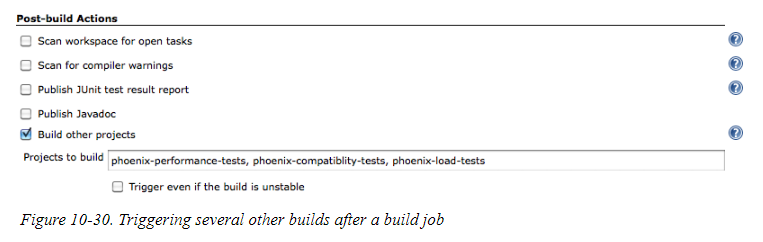 Post-build Actions
Scan workspace for open tasks
Scan for compiler warnings
Publish JUnit test result report
Publish Javadoc
Build other projects
Projects to build phoenix-performance-tests, phoenix-compatiblity-tests, phoenix-load-tests
Trigger even if the build is unstable
Figure 10-30. Triggering several other builds after a build job